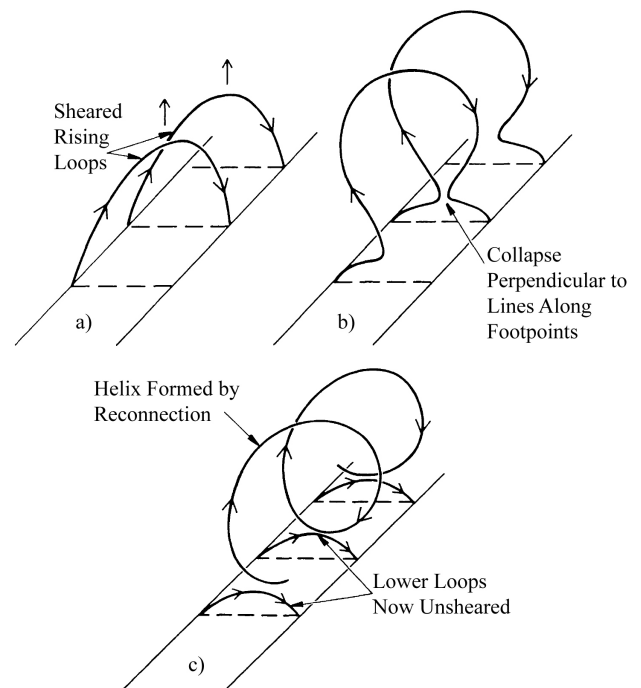 Sheared
Rising
Loops
a)
b)
Collapse
Perpendicular to
Lines Along
Footpoints
Helix Formed by
Reconnection
Lower Loops
Now Unsheared
c)